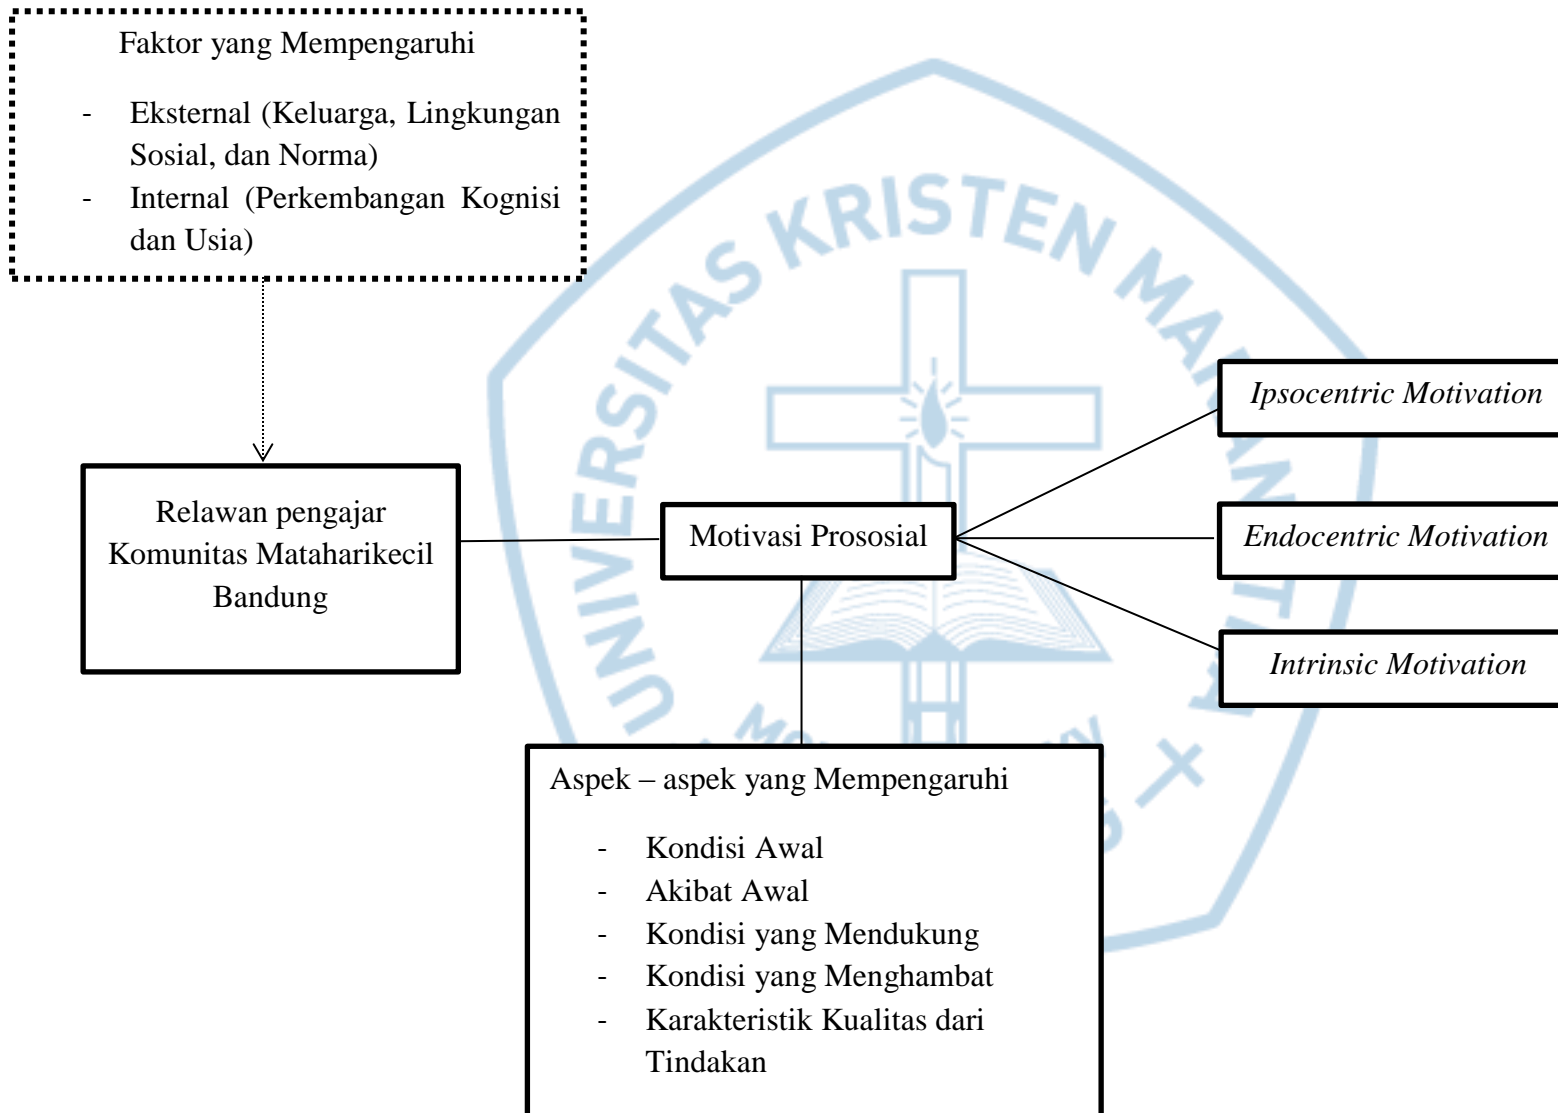 Faktor yang Mempengaruhi
- Eksternal (Keluarga, Lingkungan
Sosial, dan Norma)
- Internal (Perkembangan Kognisi
dan Usia)
Relawan pengajar
Komunitas Mataharikecil
Bandung
Motivasi Prososial
Ipsocentric Motivation
Endocentric Motivation
Intrinsic Motivation
Aspek – aspek yang Mempengaruhi
- Kondisi Awal
- Akibat Awal
- Kondisi yang Mendukung
- Kondisi yang Menghambat
- Karakteristik Kualitas dari
Tindakan
UNIVERSITAS KRISTEN